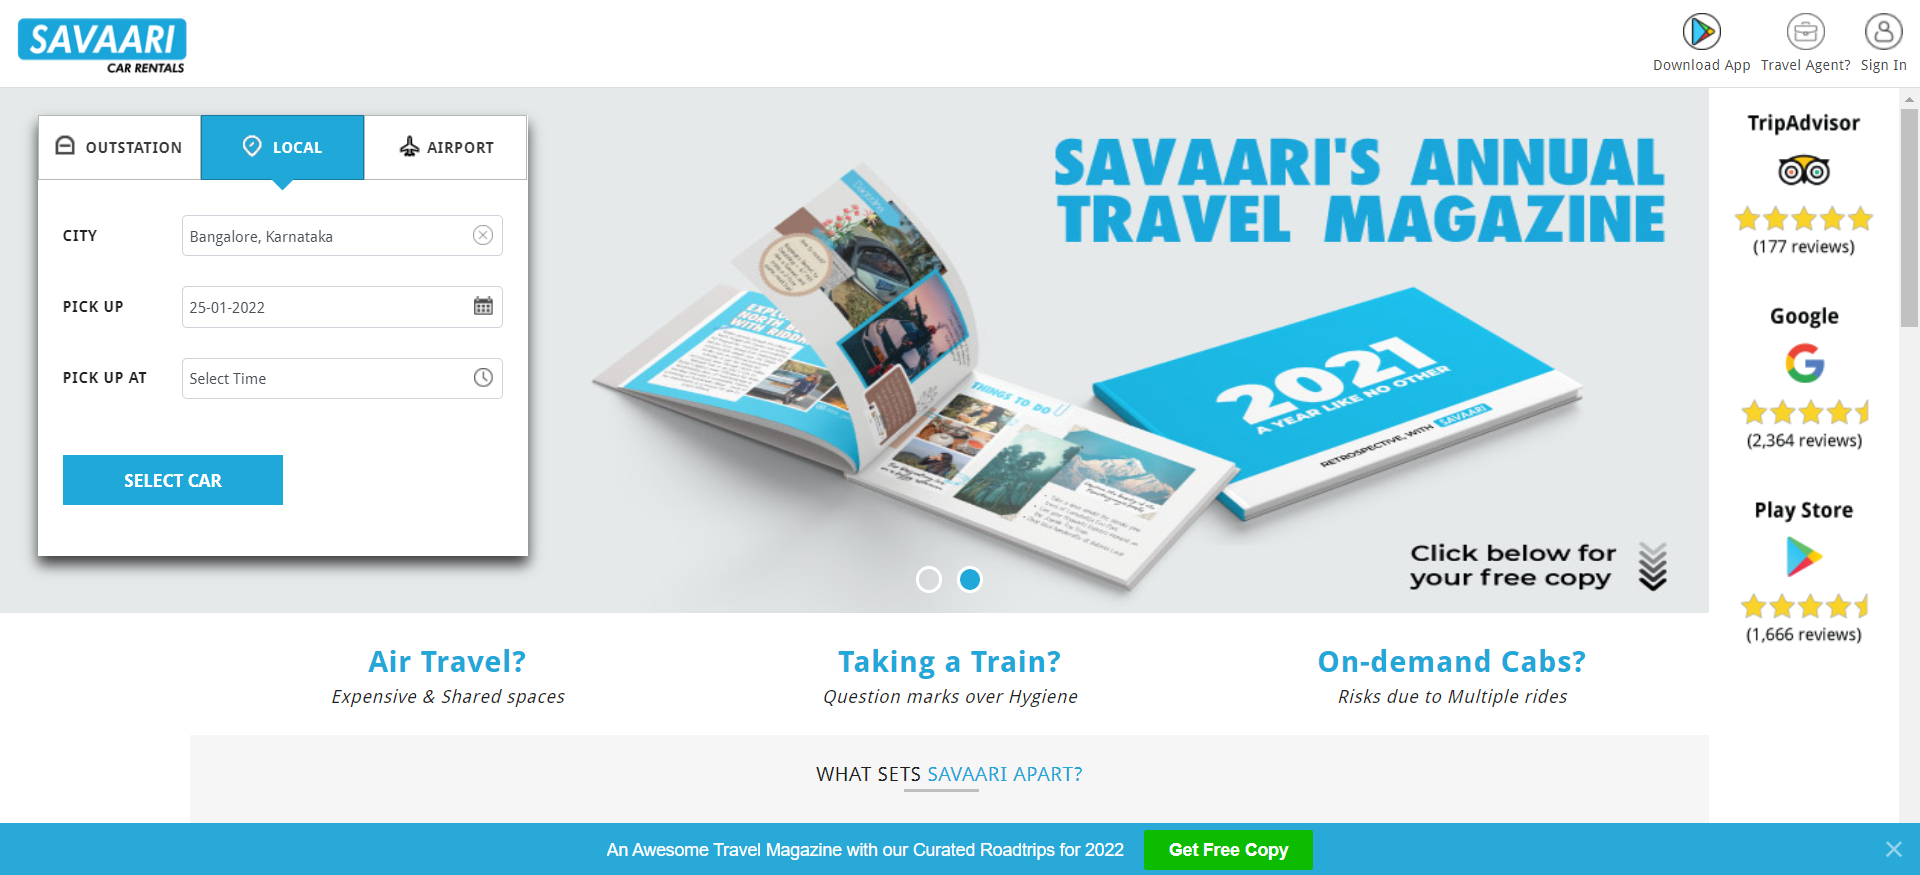 SAVAARI
CAR RENTALS
Download App
Travel Agent?
Sign In
OUTSTATION
LOCAL
AIRPORT
CITY
Bangalore, Karnataka
PICK UP
25-01-2022
PICK UP AT
Select Time
SELECT CAR
SAVAARI'S ANNUAL
TRAVEL MAGAZINE
THINGS TO DO
2021
A YEAR LIKE NO OTHER
RETROSPECTIVE, WITH SAVAARI
Click below for
your free copy
TripAdvisor
(177 reviews)
Google
(2,364 reviews)
Play Store
(1,666 reviews)
Air Travel?
Expensive & Shared spaces
Taking a Train?
Question marks over Hygiene
On-demand Cabs?
Risks due to Multiple rides
WHAT SETS SAVAARI APART?
An Awesome Travel Magazine with our Curated Roadtrips for 2022
Get Free Copy